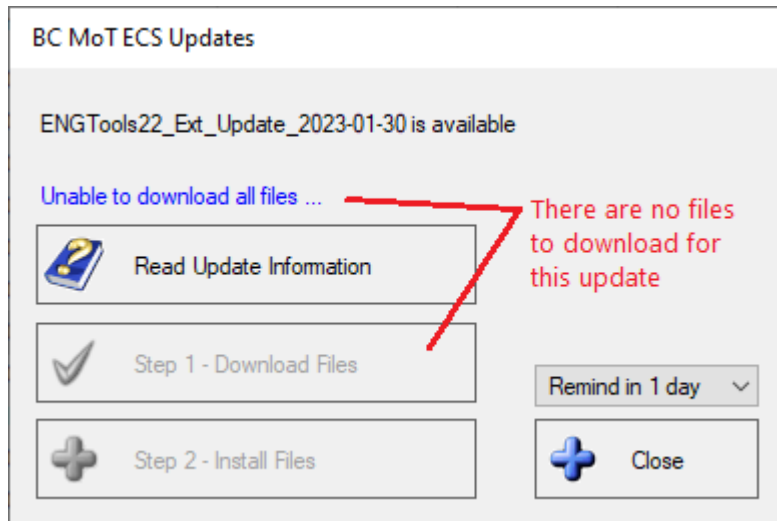 BC MoT ECS Updates
ENGTools22_Ext_Update_2023-01-30 is available
Unable to download all files ...
There are no files
to download for
this update
Read Update Information
Step 1 - Download Files
Remind in 1 day
Step 2 - Install Files
Close